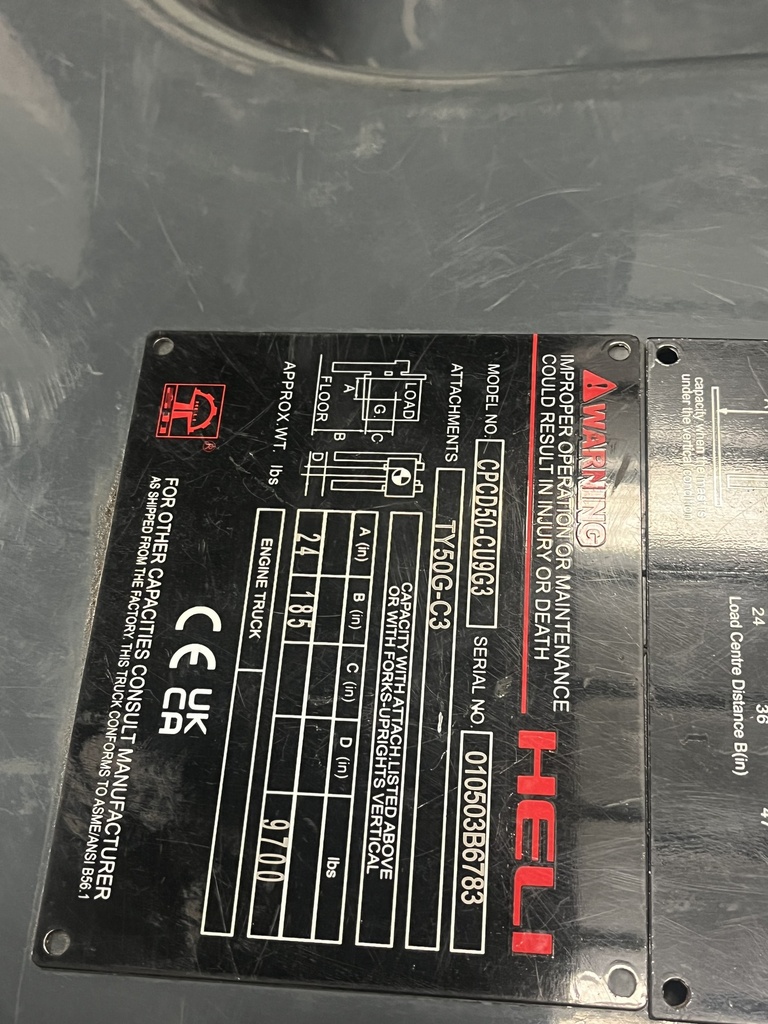 WARNING
IMPROPER OPERATION OR MAINTENANCE
COULD RESULT IN INJURY OR DEATH
HELI
MODEL NO. CPCD50-CU9G3 SERIAL NO. 010503B6783
ATTACHMENTS TY50G-C3
CAPACITY WITH ATTACH.LISTED ABOVE
OR WITH FORKS-UPRIGHTS VERTICAL
LOAD
A G B C D
FLOOR
A (in) B (in) C (in) D (in) lbs
24 185 9700
APPROX.WT. lbs ENGINE TRUCK
®
CE UK
CA
FOR OTHER CAPACITIES CONSULT MANUFACTURER
AS SHIPPED FROM THE FACTORY. THIS TRUCK CONFORMS TO ASME/ANSI B56.1
capacity when
under the vertical condition
24 36
Load Centre Distance B(in)